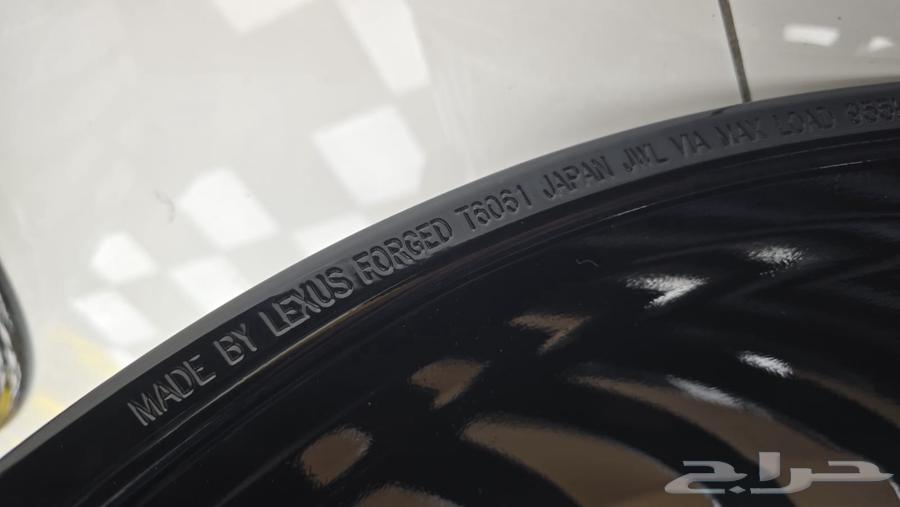 MADE BY LEXUS FORGED T6061 JAPAN JWL VIA MAX LOAD
حراج